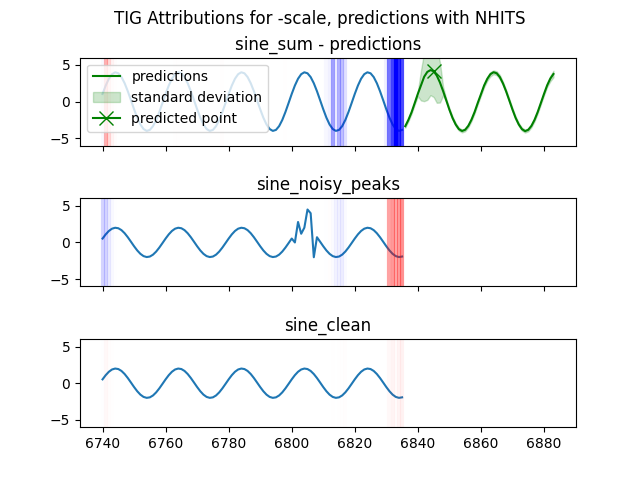 TIG Attributions for -scale, predictions with NHITS
sine_sum - predictions
5
0
−5
predictions
standard deviation
predicted point
sine_noisy_peaks
5
0
−5
sine_clean
5
0
−5
6740 6760 6780 6800 6820 6840 6860 6880